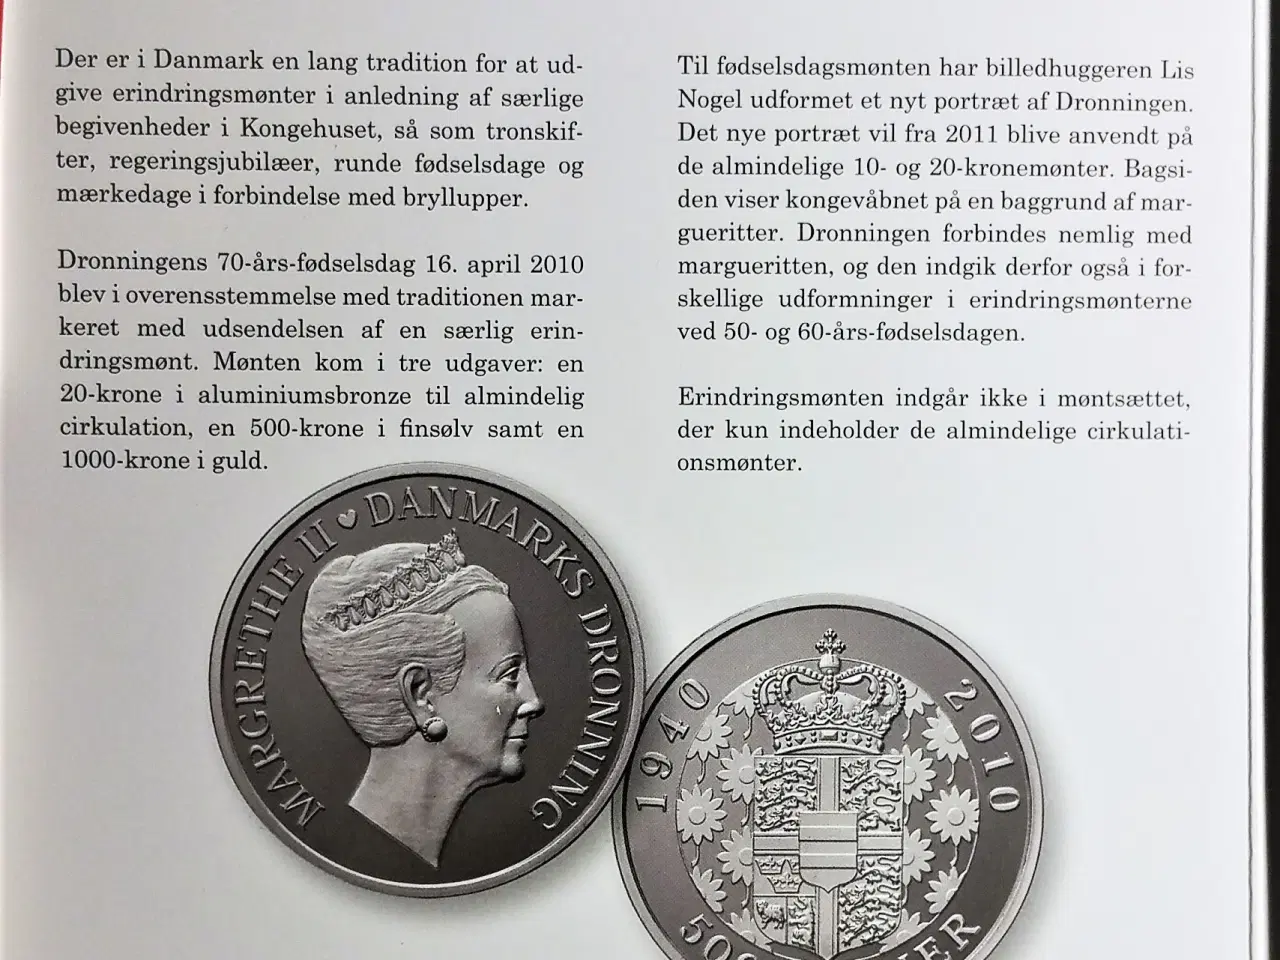 Der er i Danmark en lang tradition for at ud-
give erindringsmønter i anledning af særlige
begivenheder i Kongehuset, så som tronskif-
ter, regeringsjubilæer, runde fødselsdage og
mærkedage i forbindelse med bryllupper.
Dronningens 70-års-fødselsdag 16. april 2010
blev i overensstemmelse med traditionen mar-
keret med udsendelsen af en særlig erin-
dringsmønt. Mønten kom i tre udgaver: en
20-krone i aluminiumsbronze til almindelig
cirkulation, en 500-krone i finsølv samt en
1000-krone i guld.
Til fødselsdagsmønten har billedhuggeren Lis
Nogel udformet et nyt portræt af Dronningen.
Det nye portræt vil fra 2011 blive anvendt på
de almindelige 10- og 20-kronemønter. Bagsi-
den viser kongevåbnet på en baggrund af mar-
gueritter. Dronningen forbindes nemlig med
margueritten, og den indgik derfor også i for-
skellige udformninger i erindringsmønterne
ved 50- og 60-års-fødselsdagen.
Erindringsmønten indgår ikke i møntsættet,
der kun indeholder de almindelige cirkulati-
onsmønter.
MARGRETHE II ♥ DANMARKS DRONNING
1940 2010